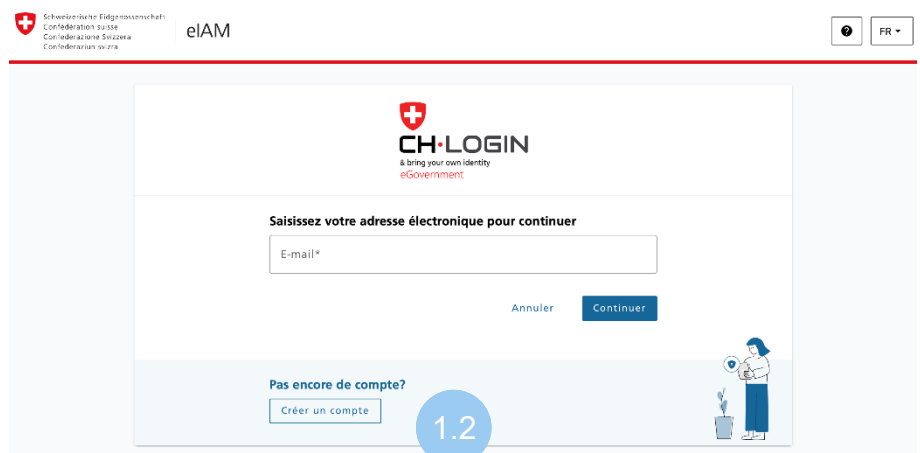 Schweizerische Eidgenossenschaft
Confédération suisse
Confederazione Svizzera
Confederaziun svizra
eIAM
FR
CH·LOGIN
& bring your own identity
eGovernment
Saisissez votre adresse électronique pour continuer
E-mail*
Annuler
Continuer
Pas encore de compte?
Créer un compte
1.2